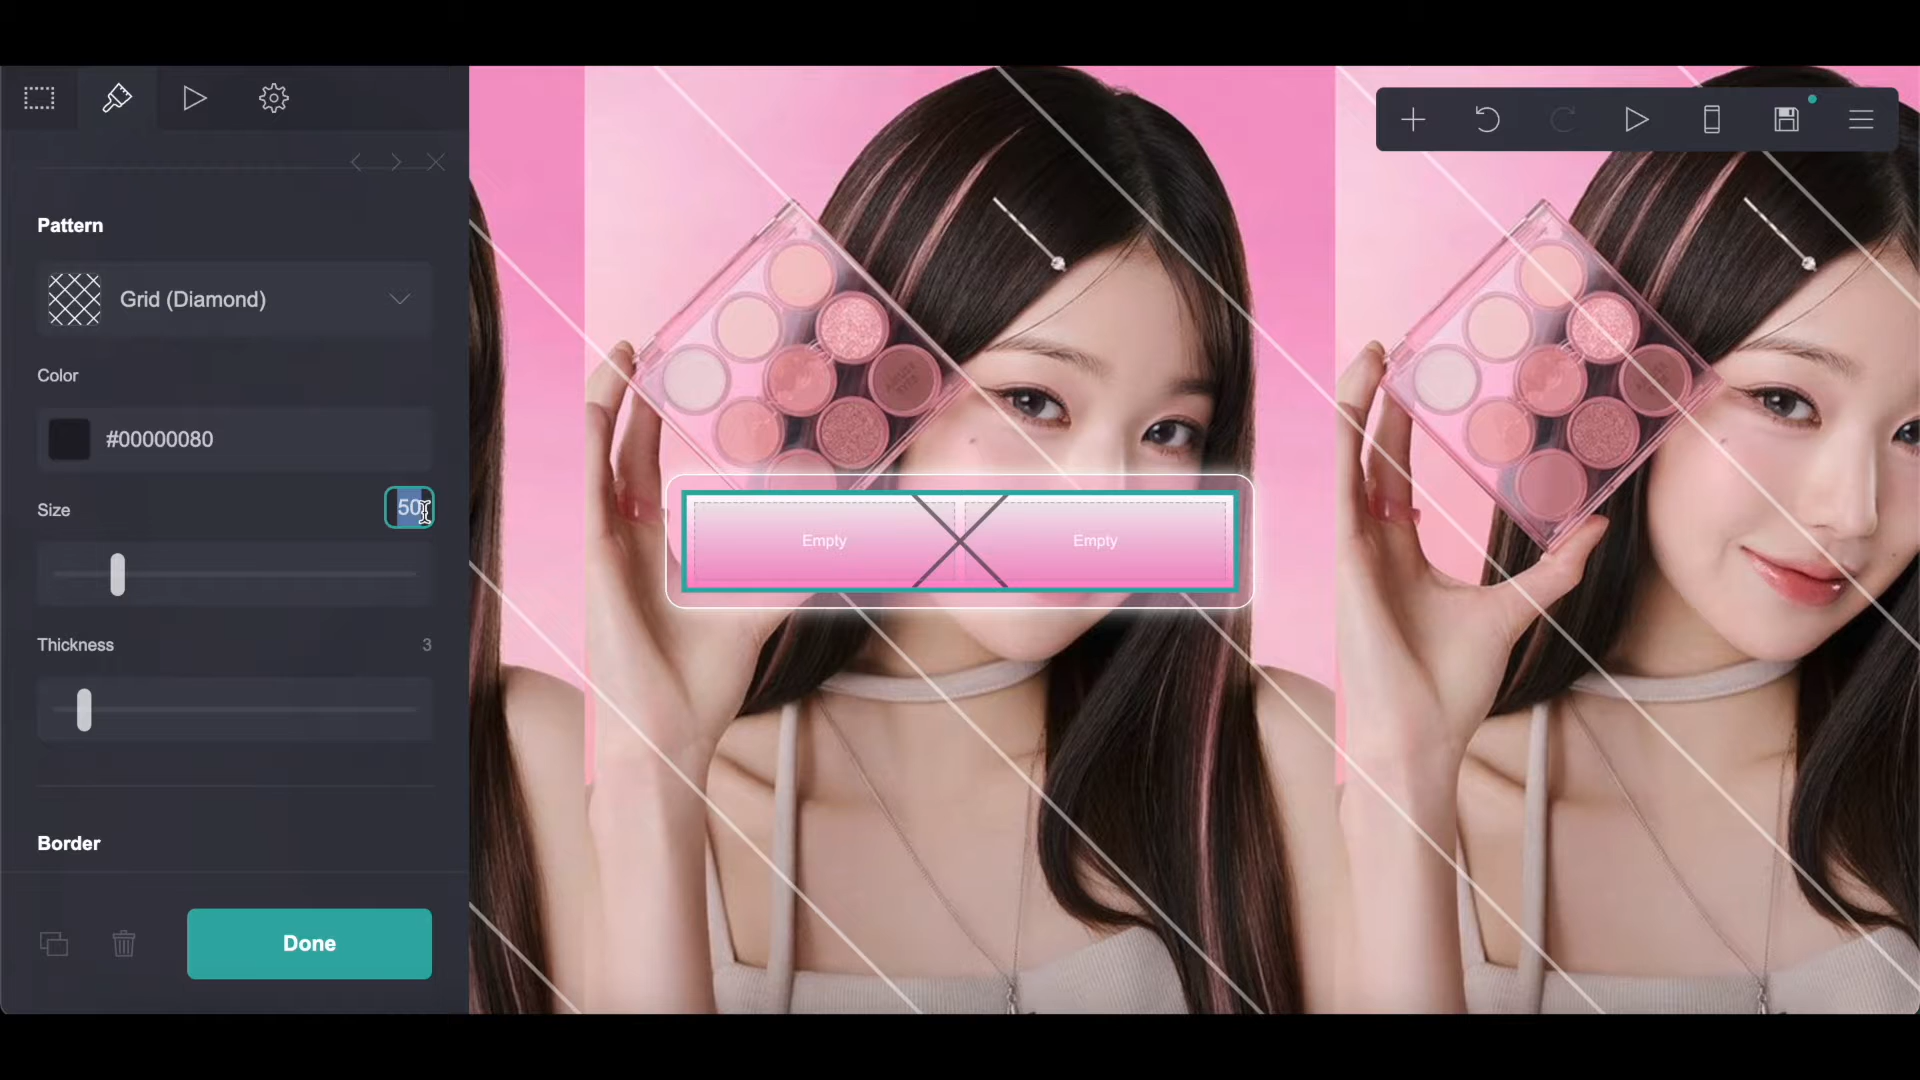 Pattern
Grid (Diamond)
Color
#00000080
Size
50
Thickness
3
Border
Done
Empty
Empty